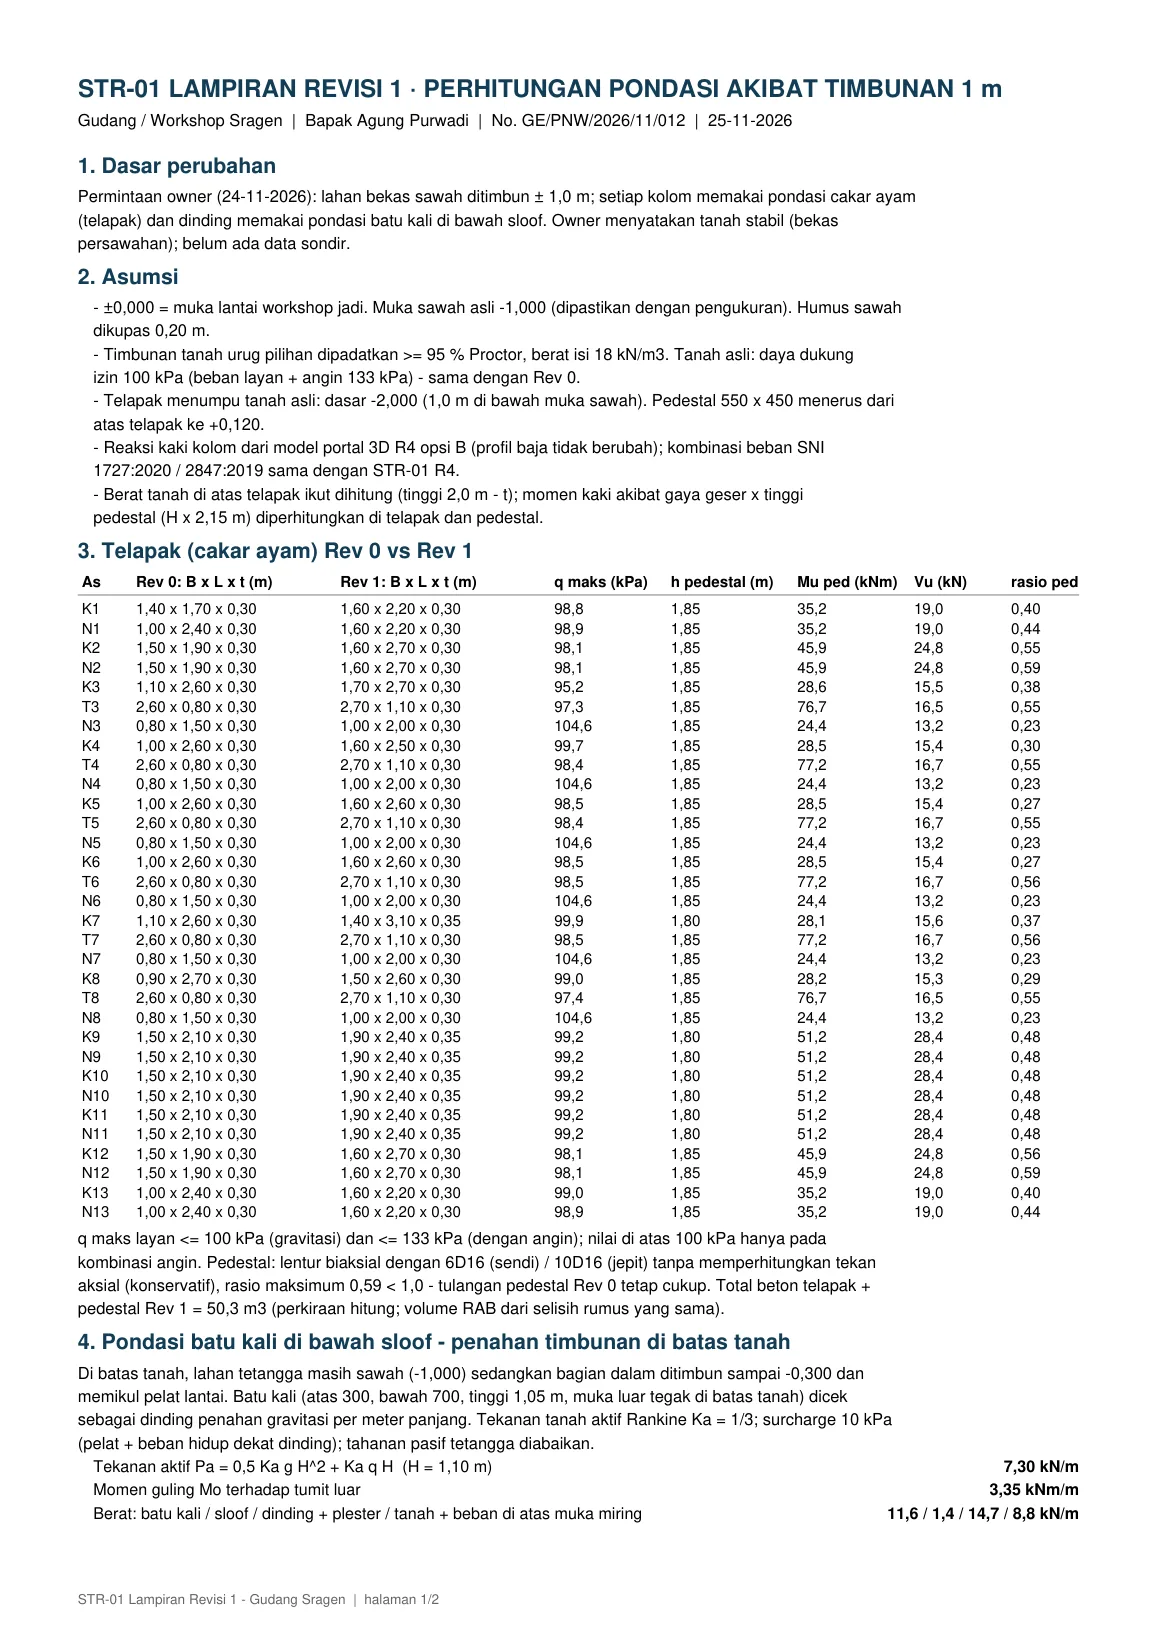 STR-01 LAMPIRAN REVISI 1 · PERHITUNGAN PONDASI AKIBAT TIMBUNAN 1 m
Gudang / Workshop Sragen | Bapak Agung Purwadi | No. GE/PNW/2026/11/012 | 25-11-2026
1. Dasar perubahan
Permintaan owner (24-11-2026): lahan bekas sawah ditimbun ± 1,0 m; setiap kolom memakai pondasi cakar ayam
(telapak) dan dinding memakai pondasi batu kali di bawah sloof. Owner menyatakan tanah stabil (bekas
persawahan); belum ada data sondir.
2. Asumsi
- ±0,000 = muka lantai workshop jadi. Muka sawah asli -1,000 (dipastikan dengan pengukuran). Humus sawah
dikupas 0,20 m.
- Timbunan tanah urug pilihan dipadatkan >= 95 % Proctor, berat isi 18 kN/m3. Tanah asli: daya dukung
izin 100 kPa (beban layan + angin 133 kPa) - sama dengan Rev 0.
- Telapak menumpu tanah asli: dasar -2,000 (1,0 m di bawah muka sawah). Pedestal 550 x 450 menerus dari
atas telapak ke +0,120.
- Reaksi kaki kolom dari model portal 3D R4 opsi B (profil baja tidak berubah); kombinasi beban SNI
1727:2020 / 2847:2019 sama dengan STR-01 R4.
- Berat tanah di atas telapak ikut dihitung (tinggi 2,0 m - t); momen kaki akibat gaya geser x tinggi
pedestal (H x 2,15 m) diperhitungkan di telapak dan pedestal.
3. Telapak (cakar ayam) Rev 0 vs Rev 1
As Rev 0: B x L x t (m) Rev 1: B x L x t (m) q maks (kPa) h pedestal (m) Mu ped (kNm) Vu (kN) rasio ped
K1 1,40 x 1,70 x 0,30 1,60 x 2,20 x 0,30 98,8 1,85 35,2 19,0 0,40
N1 1,00 x 2,40 x 0,30 1,60 x 2,20 x 0,30 98,9 1,85 35,2 19,0 0,44
K2 1,50 x 1,90 x 0,30 1,60 x 2,70 x 0,30 98,1 1,85 45,9 24,8 0,55
N2 1,50 x 1,90 x 0,30 1,60 x 2,70 x 0,30 98,1 1,85 45,9 24,8 0,59
K3 1,10 x 2,60 x 0,30 1,70 x 2,70 x 0,30 95,2 1,85 28,6 15,5 0,38
T3 2,60 x 0,80 x 0,30 2,70 x 1,10 x 0,30 97,3 1,85 76,7 16,5 0,55
N3 0,80 x 1,50 x 0,30 1,00 x 2,00 x 0,30 104,6 1,85 24,4 13,2 0,23
K4 1,00 x 2,60 x 0,30 1,60 x 2,50 x 0,30 99,7 1,85 28,5 15,4 0,30
T4 2,60 x 0,80 x 0,30 2,70 x 1,10 x 0,30 98,4 1,85 77,2 16,7 0,55
N4 0,80 x 1,50 x 0,30 1,00 x 2,00 x 0,30 104,6 1,85 24,4 13,2 0,23
K5 1,00 x 2,60 x 0,30 1,60 x 2,60 x 0,30 98,5 1,85 28,5 15,4 0,27
T5 2,60 x 0,80 x 0,30 2,70 x 1,10 x 0,30 98,4 1,85 77,2 16,7 0,55
N5 0,80 x 1,50 x 0,30 1,00 x 2,00 x 0,30 104,6 1,85 24,4 13,2 0,23
K6 1,00 x 2,60 x 0,30 1,60 x 2,60 x 0,30 98,5 1,85 28,5 15,4 0,27
T6 2,60 x 0,80 x 0,30 2,70 x 1,10 x 0,30 98,5 1,85 77,2 16,7 0,56
N6 0,80 x 1,50 x 0,30 1,00 x 2,00 x 0,30 104,6 1,85 24,4 13,2 0,23
K7 1,10 x 2,60 x 0,30 1,40 x 3,10 x 0,35 99,9 1,80 28,1 15,6 0,37
T7 2,60 x 0,80 x 0,30 2,70 x 1,10 x 0,30 98,5 1,85 77,2 16,7 0,56
N7 0,80 x 1,50 x 0,30 1,00 x 2,00 x 0,30 104,6 1,85 24,4 13,2 0,23
K8 0,90 x 2,70 x 0,30 1,50 x 2,60 x 0,30 99,0 1,85 28,2 15,3 0,29
T8 2,60 x 0,80 x 0,30 2,70 x 1,10 x 0,30 97,4 1,85 76,7 16,5 0,55
N8 0,80 x 1,50 x 0,30 1,00 x 2,00 x 0,30 104,6 1,85 24,4 13,2 0,23
K9 1,50 x 2,10 x 0,30 1,90 x 2,40 x 0,35 99,2 1,80 51,2 28,4 0,48
N9 1,50 x 2,10 x 0,30 1,90 x 2,40 x 0,35 99,2 1,80 51,2 28,4 0,48
K10 1,50 x 2,10 x 0,30 1,90 x 2,40 x 0,35 99,2 1,80 51,2 28,4 0,48
N10 1,50 x 2,10 x 0,30 1,90 x 2,40 x 0,35 99,2 1,80 51,2 28,4 0,48
K11 1,50 x 2,10 x 0,30 1,90 x 2,40 x 0,35 99,2 1,80 51,2 28,4 0,48
N11 1,50 x 2,10 x 0,30 1,90 x 2,40 x 0,35 99,2 1,80 51,2 28,4 0,48
K12 1,50 x 1,90 x 0,30 1,60 x 2,70 x 0,30 98,1 1,85 45,9 24,8 0,56
N12 1,50 x 1,90 x 0,30 1,60 x 2,70 x 0,30 98,1 1,85 45,9 24,8 0,59
K13 1,00 x 2,40 x 0,30 1,60 x 2,20 x 0,30 99,0 1,85 35,2 19,0 0,40
N13 1,00 x 2,40 x 0,30 1,60 x 2,20 x 0,30 98,9 1,85 35,2 19,0 0,44
q maks layan <= 100 kPa (gravitasi) dan <= 133 kPa (dengan angin); nilai di atas 100 kPa hanya pada
kombinasi angin. Pedestal: lentur biaksial dengan 6D16 (sendi) / 10D16 (jepit) tanpa memperhitungkan tekan
aksial (konservatif), rasio maksimum 0,59 < 1,0 - tulangan pedestal Rev 0 tetap cukup. Total beton telapak +
pedestal Rev 1 = 50,3 m3 (perkiraan hitung; volume RAB dari selisih rumus yang sama).
4. Pondasi batu kali di bawah sloof - penahan timbunan di batas tanah
Di batas tanah, lahan tetangga masih sawah (-1,000) sedangkan bagian dalam ditimbun sampai -0,300 dan
memikul pelat lantai. Batu kali (atas 300, bawah 700, tinggi 1,05 m, muka luar tegak di batas tanah) dicek
sebagai dinding penahan gravitasi per meter panjang. Tekanan tanah aktif Rankine Ka = 1/3; surcharge 10 kPa
(pelat + beban hidup dekat dinding); tahanan pasif tetangga diabaikan.
Tekanan aktif Pa = 0,5 Ka g H^2 + Ka q H (H = 1,10 m) 7,30 kN/m
Momen guling Mo terhadap tumit luar 3,35 kNm/m
Berat: batu kali / sloof / dinding + plester / tanah + beban di atas muka miring 11,6 / 1,4 / 14,7 / 8,8 kN/m
STR-01 Lampiran Revisi 1 - Gudang Sragen | halaman 1/2